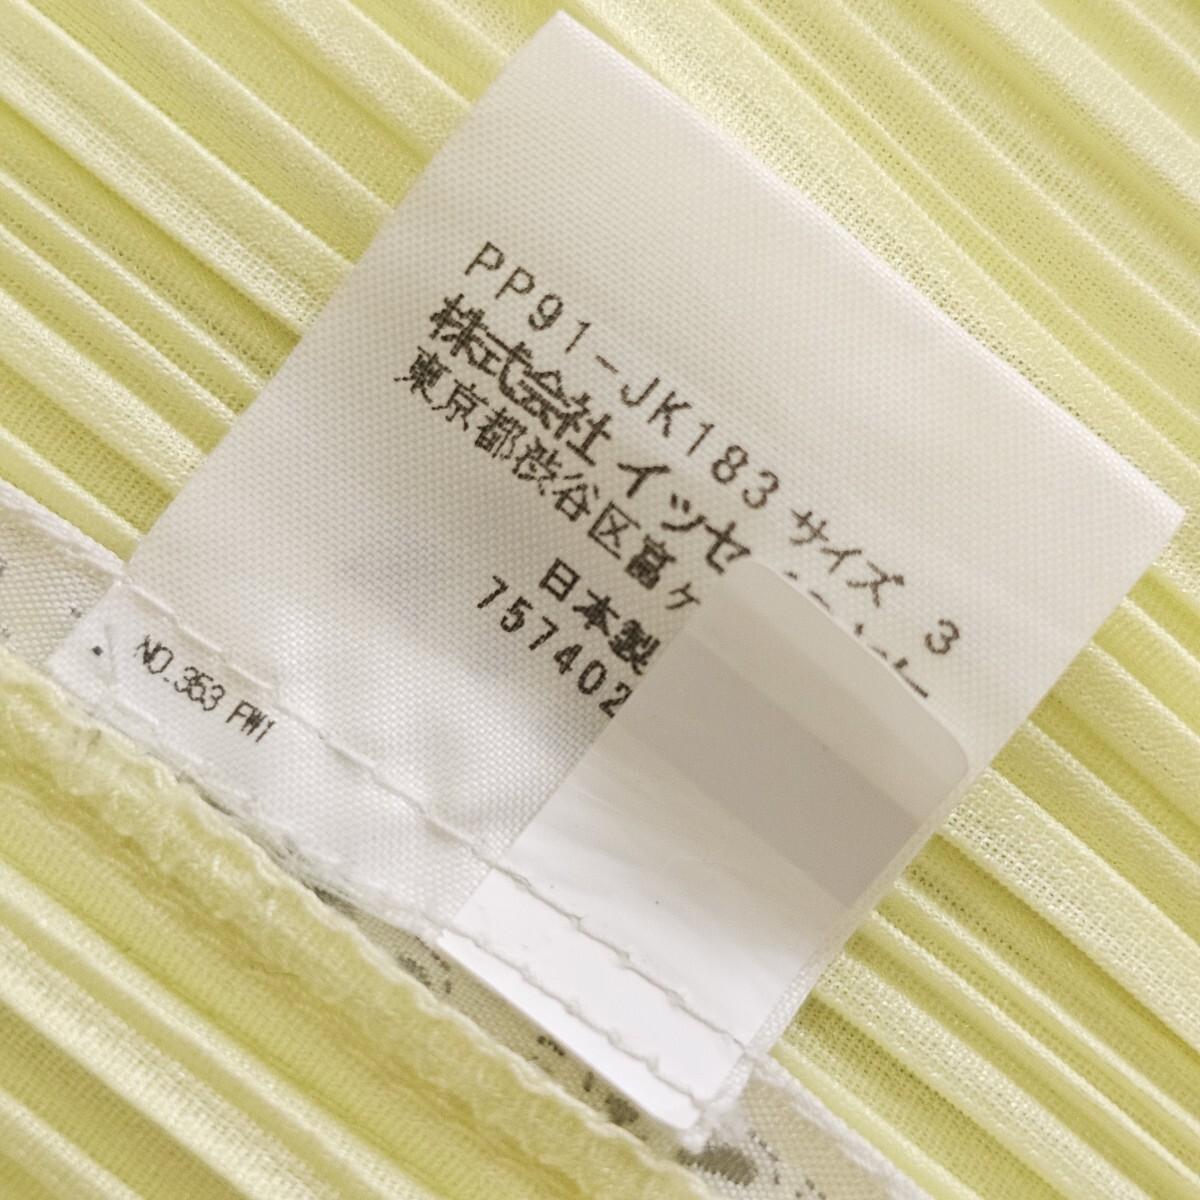 PP91-JK183 サイズ 3
株式会社 イッセ
東京都渋谷区富ケ
日本製
757402
NO.353 FW1